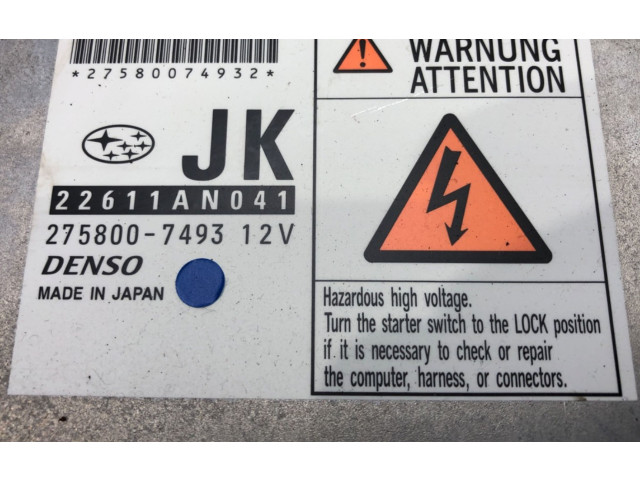 *27580074932*
JK
22611AN041
275800-7493 12V
DENSO
MADE IN JAPAN
WARNUNG
ATTENTION
Hazardous high voltage.
Turn the starter switch to the LOCK position
if it is necessary to check or repair
the computer, harness, or connectors.